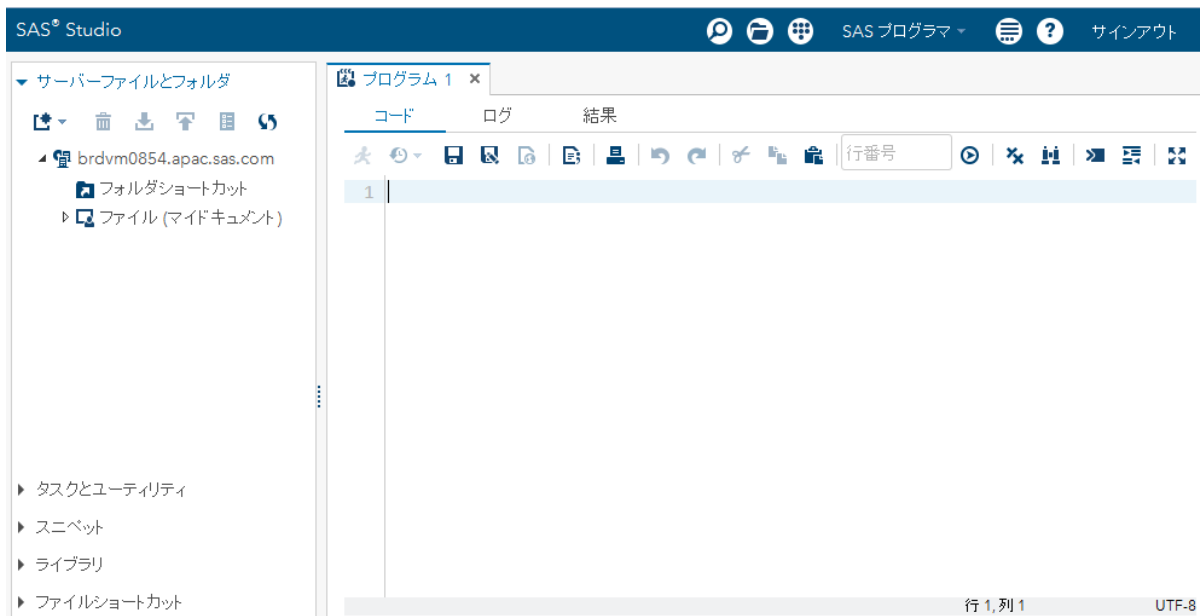 SAS® Studio
SAS プログラマ
サインアウト
サーバーファイルとフォルダ
brdvm0854.apac.sas.com
フォルダショートカット
ファイル (マイドキュメント)
タスクとユーティリティ
スニペット
ライブラリ
ファイルショートカット
プログラム 1
コード ログ 結果
行番号
1
行 1,列 1 UTF-8